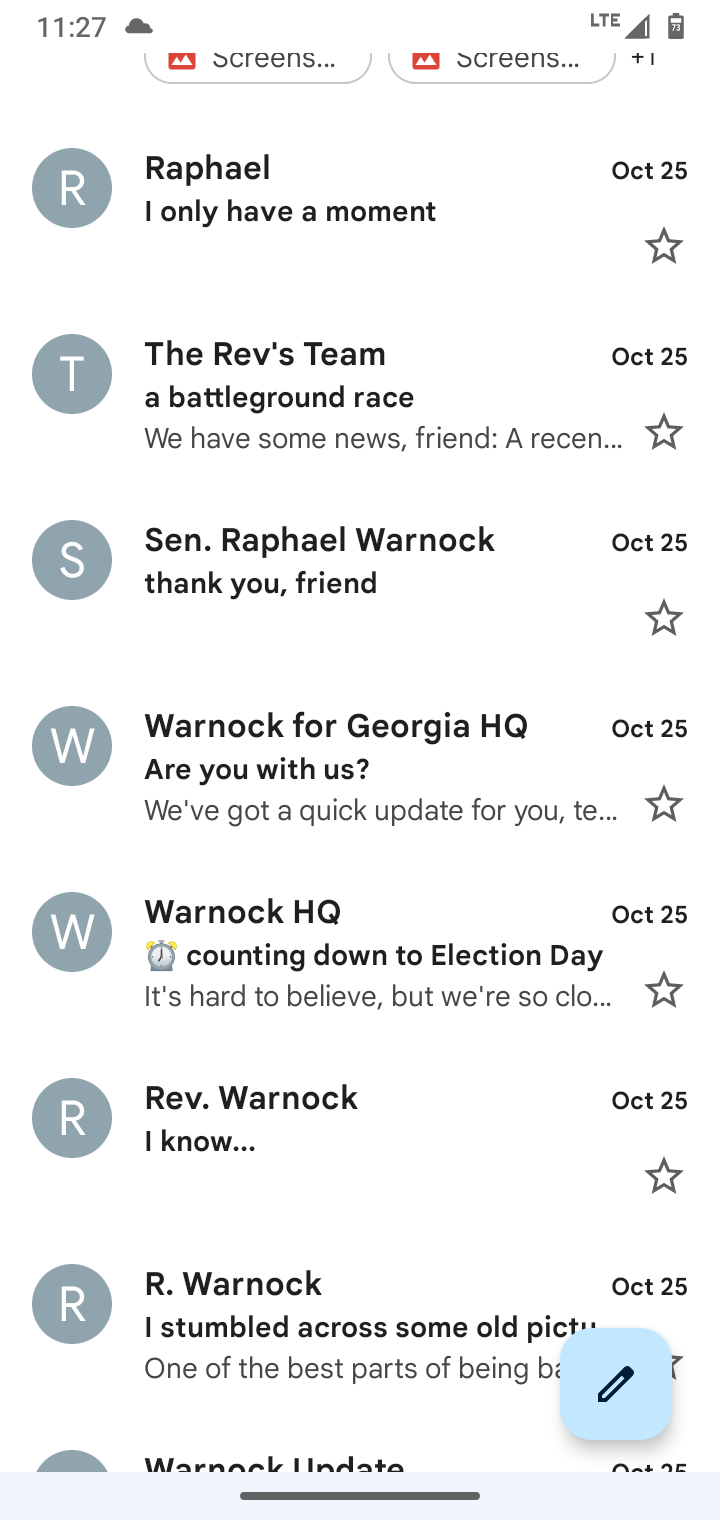 11:27 LTE 73
Screens... Screens... +1
R Raphael Oct 25
I only have a moment
T The Rev's Team Oct 25
a battleground race
We have some news, friend: A recen...
S Sen. Raphael Warnock Oct 25
thank you, friend
W Warnock for Georgia HQ Oct 25
Are you with us?
We've got a quick update for you, te...
W Warnock HQ Oct 25
⏰ counting down to Election Day
It's hard to believe, but we're so clo...
R Rev. Warnock Oct 25
I know...
R R. Warnock Oct 25
I stumbled across some old pictu
One of the best parts of being ba
Warnock Update Oct 25